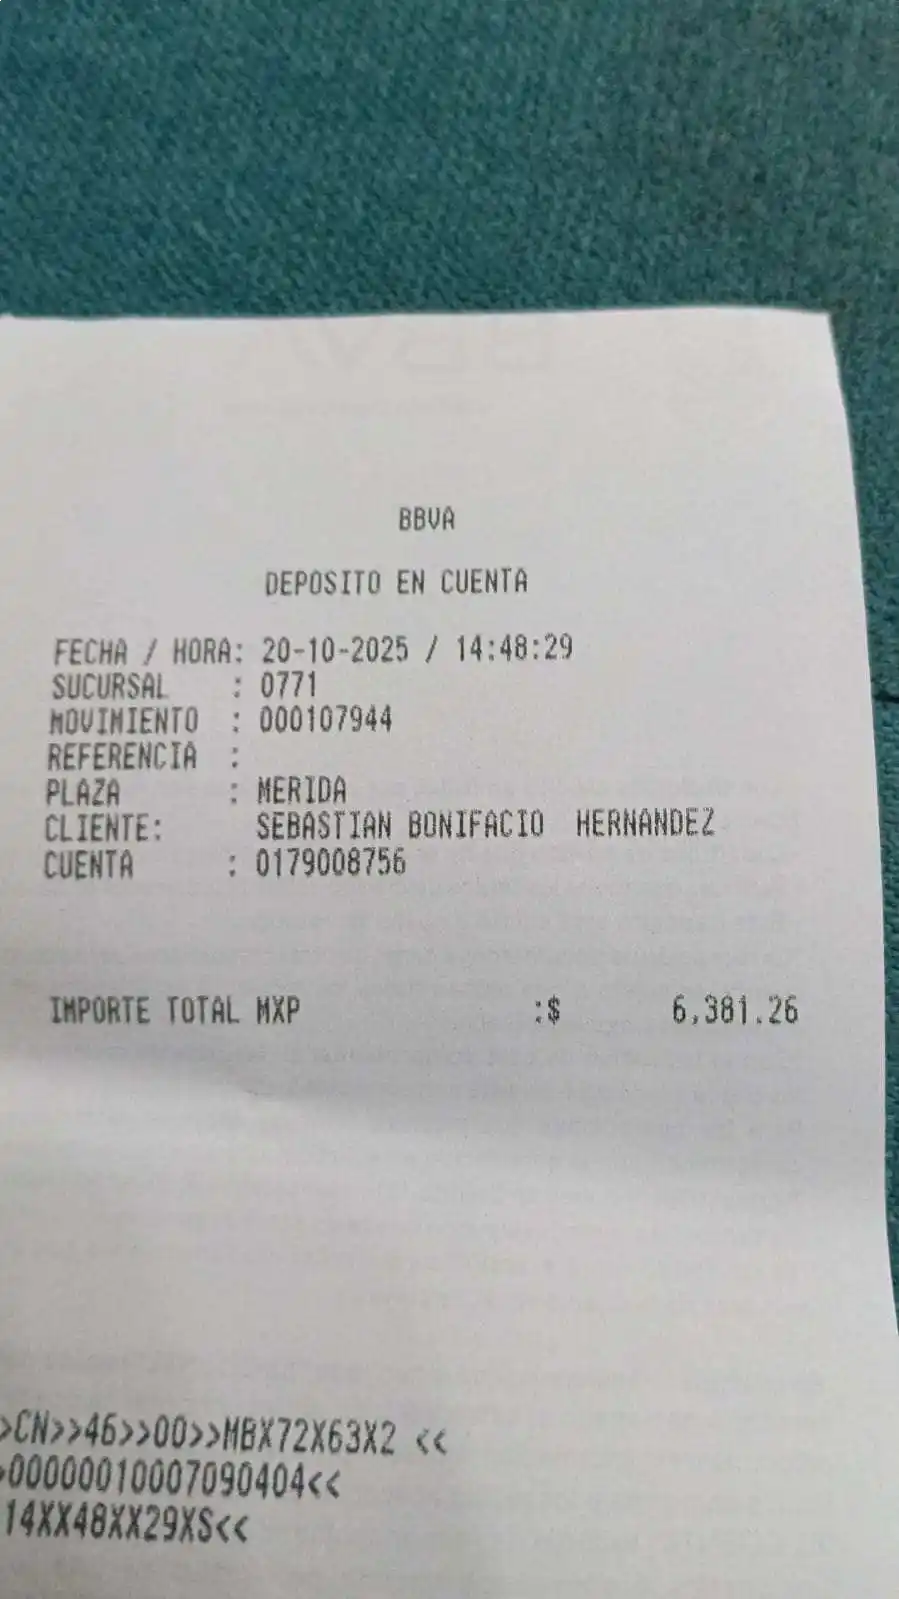 BBVA
DEPOSITO EN CUENTA
FECHA / HORA: 20-10-2025 / 14:48:29
SUCURSAL : 0771
MOVIMIENTO : 000107944
REFERENCIA :
PLAZA : MERIDA
CLIENTE: SEBASTIAN BONIFACIO HERNANDEZ
CUENTA : 0179008756
IMPORTE TOTAL MXP :$ 6,381.26
>CN>>46>>00>>MBX72X63X2 <<
>00000010007090404<<
14XX48XX29XS<<